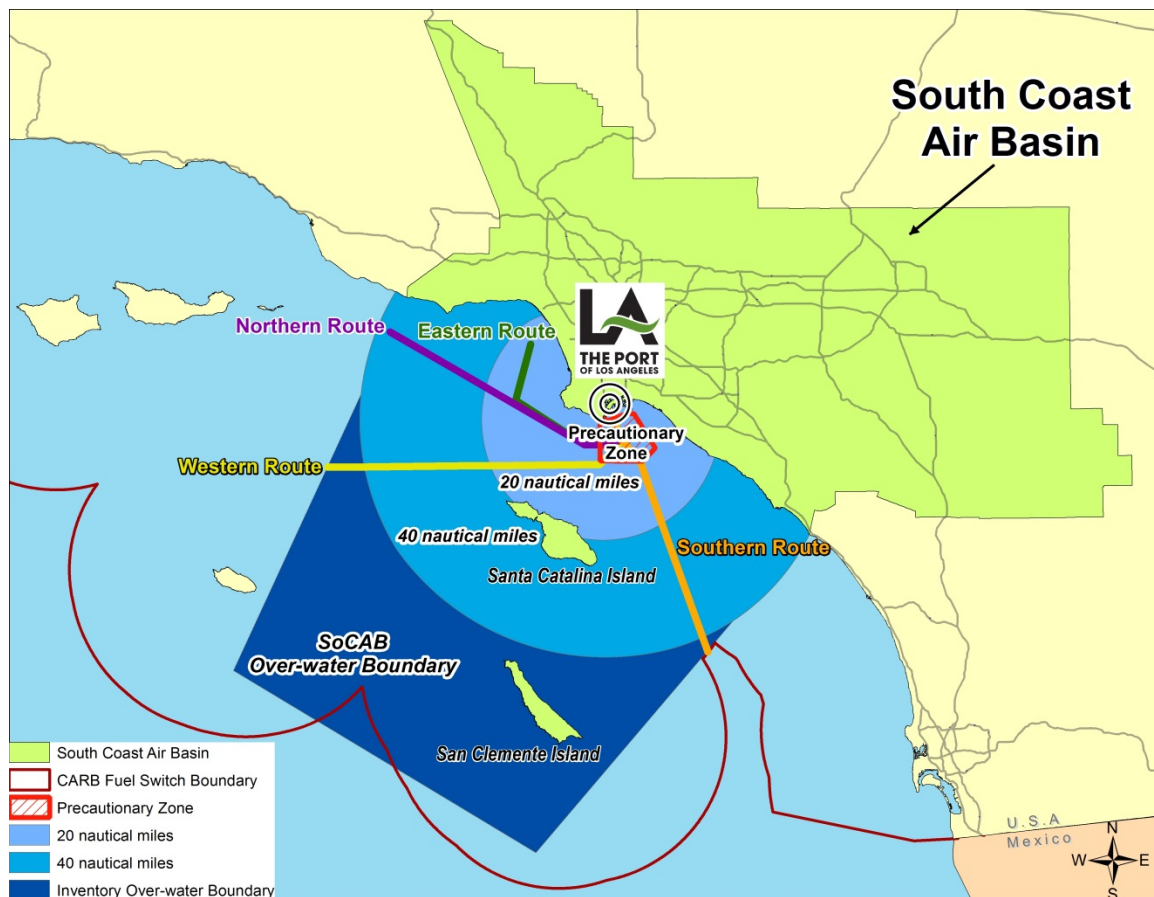 South Coast
Air Basin
LA
THE PORT
OF LOS ANGELES
Northern Route
Eastern Route
Precautionary
Zone
Western Route
20 nautical miles
40 nautical miles
Southern Route
Santa Catalina Island
SoCAB
Over-water Boundary
San Clemente Island
South Coast Air Basin
CARB Fuel Switch Boundary
Precautionary Zone
20 nautical miles
40 nautical miles
Inventory Over-water Boundary
U.S.A
Mexico
N
W
E
S